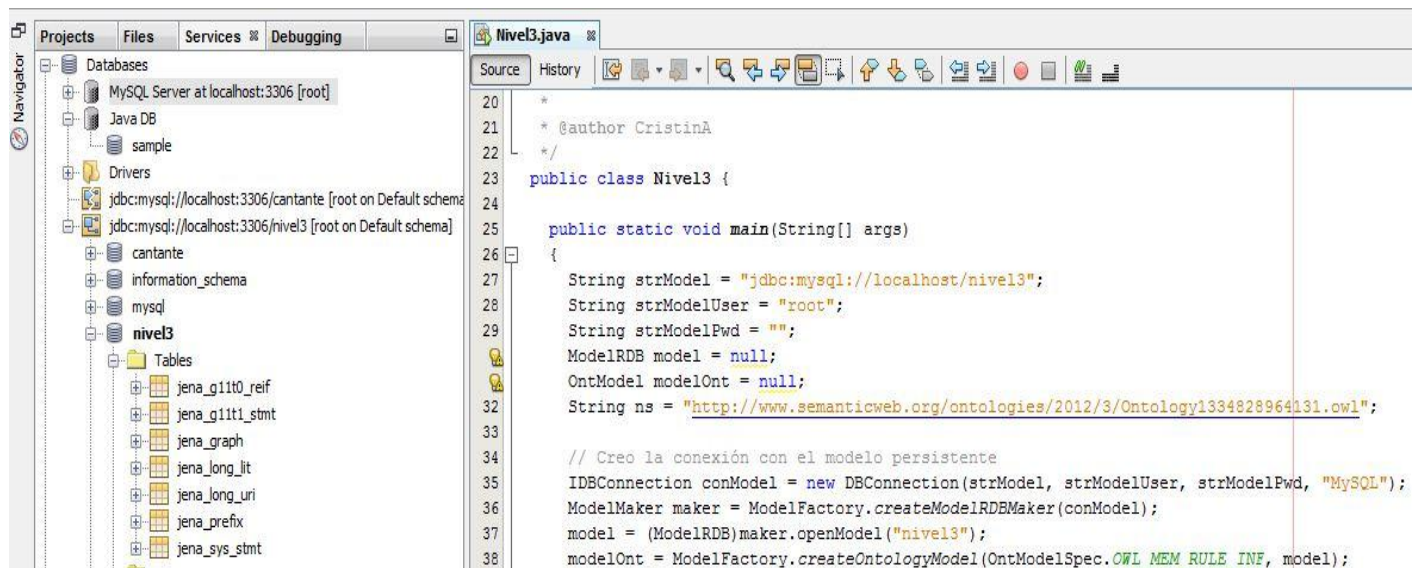 Projects Files Services Debugging
Navigator
Databases
MySQL Server at localhost:3306 [root]
Java DB
sample
Drivers
jdbc:mysql://localhost:3306/cantante [root on Default schema
jdbc:mysql://localhost:3306/nivel3 [root on Default schema]
cantante
information_schema
mysql
nivel3
Tables
jena_g11t0_reif
jena_g11t1_stmt
jena_graph
jena_long_lit
jena_long_uri
jena_prefix
jena_sys_stmt
Nivel3.java
Source History
20 *
21 * @author CristinA
22 */
23 public class Nivel3 {
24
25 public static void main(String[] args)
26 {
27 String strModel = "jdbc:mysql://localhost/nivel3";
28 String strModelUser = "root";
29 String strModelPwd = "";
ModelRDB model = null;
OntModel modelOnt = null;
32 String ns = "http://www.semanticweb.org/ontologies/2012/3/Ontology1334828964131.owl";
33
34 // Creo la conexión con el modelo persistente
35 IDBConnection conModel = new DBConnection(strModel, strModelUser, strModelPwd, "MySQL");
36 ModelMaker maker = ModelFactory.createModelRDBMaker(conModel);
37 model = (ModelRDB)maker.openModel("nivel3");
38 modelOnt = ModelFactory.createOntologyModel(OntModelSpec.OWL_MEM_RULE_INF, model);